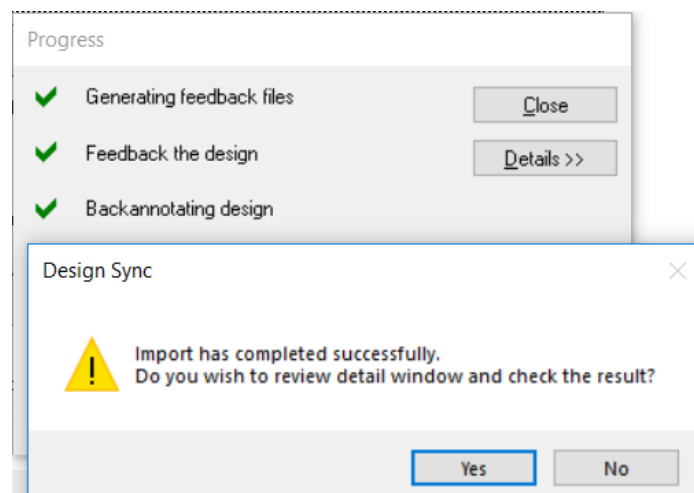 Progress
Generating feedback files
Close
Feedback the design
Details >>
Backannotating design
Design Sync
Import has completed successfully.
Do you wish to review detail window and check the result?
Yes
No